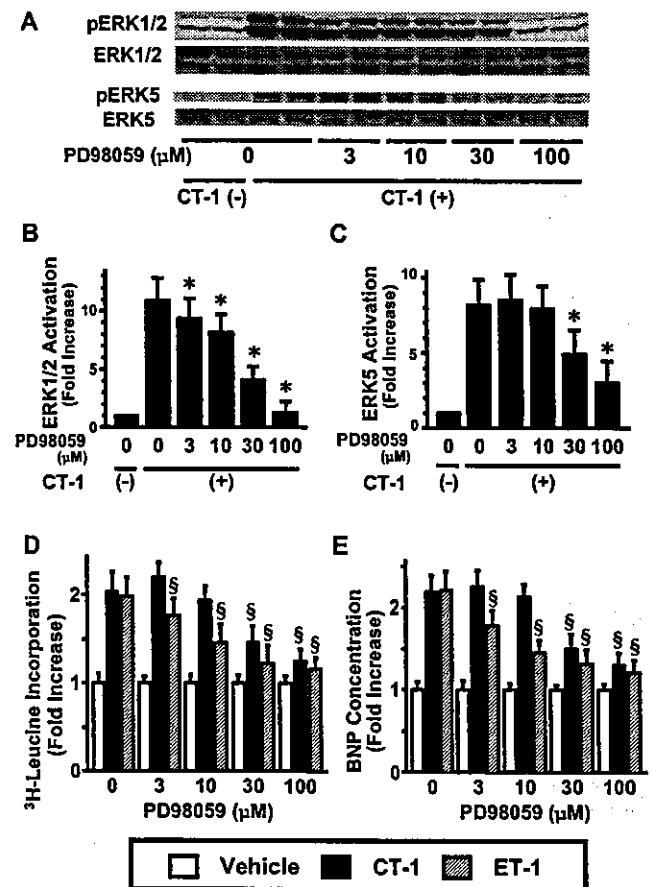 A
pERK1/2
ERK1/2
pERK5
ERK5
PD98059 (μM) 0 3 10 30 100
CT-1 (-) CT-1 (+)
B
ERK1/2 Activation
(Fold Increase)
10
5
0
* * * *
PD98059
(μM)
0 0 3 10 30 100
CT-1 (-) (+)
C
ERK5 Activation
(Fold Increase)
10
5
0
* *
PD98059
(μM)
0 0 3 10 30 100
CT-1 (-) (+)
D
³H-Leucine Incorporation
(Fold Increase)
2
1
0
§ § § § § §
0 3 10 30 100
PD98059 (μM)
E
BNP Concentration
(Fold Increase)
2
1
0
§ § § § § §
0 3 10 30 100
PD98059 (μM)
Vehicle CT-1 ET-1